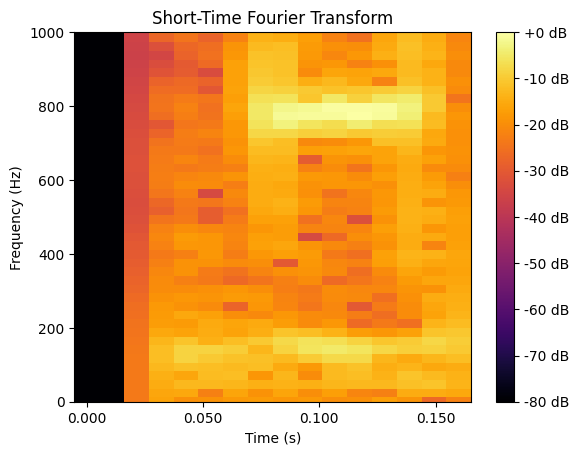 Short-Time Fourier Transform
1000
800
600
400
200
0
Frequency (Hz)
0.000
0.050
0.100
0.150
Time (s)
+0 dB
-10 dB
-20 dB
-30 dB
-40 dB
-50 dB
-60 dB
-70 dB
-80 dB